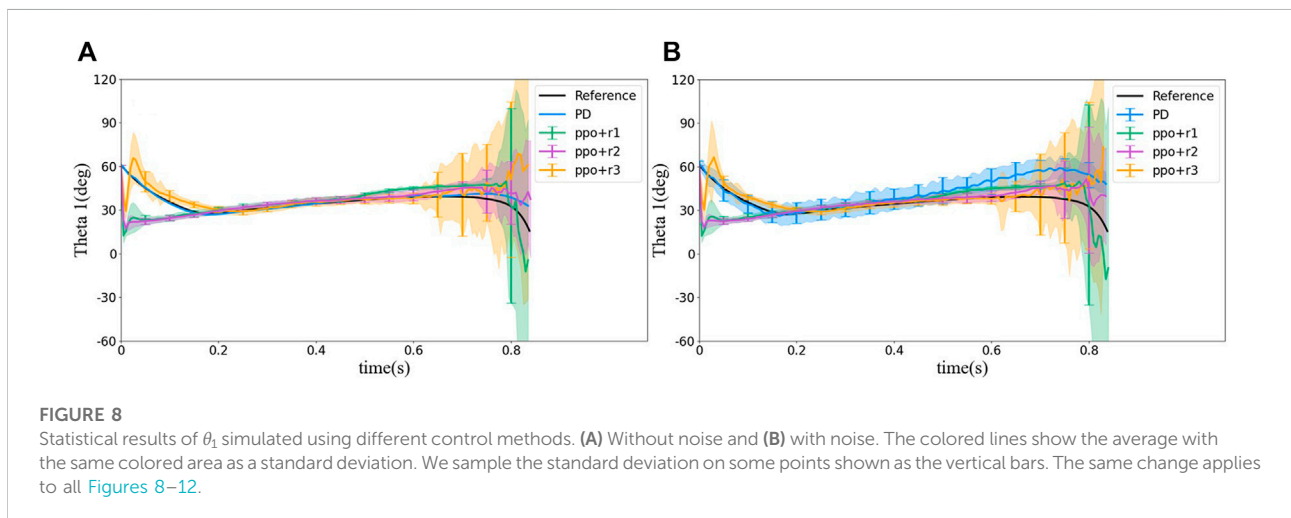 A
B
120
90
60
30
0
-30
-60
Theta 1(deg)
0
0.2
0.4
0.6
0.8
time(s)
Reference
PD
ppo+r1
ppo+r2
ppo+r3
120
90
60
30
0
-30
-60
Theta 1(deg)
0
0.2
0.4
0.6
0.8
time(s)
Reference
PD
ppo+r1
ppo+r2
ppo+r3
FIGURE 8
Statistical results of θ₁ simulated using different control methods. (A) Without noise and (B) with noise. The colored lines show the average with
the same colored area as a standard deviation. We sample the standard deviation on some points shown as the vertical bars. The same change applies
to all Figures 8–12.